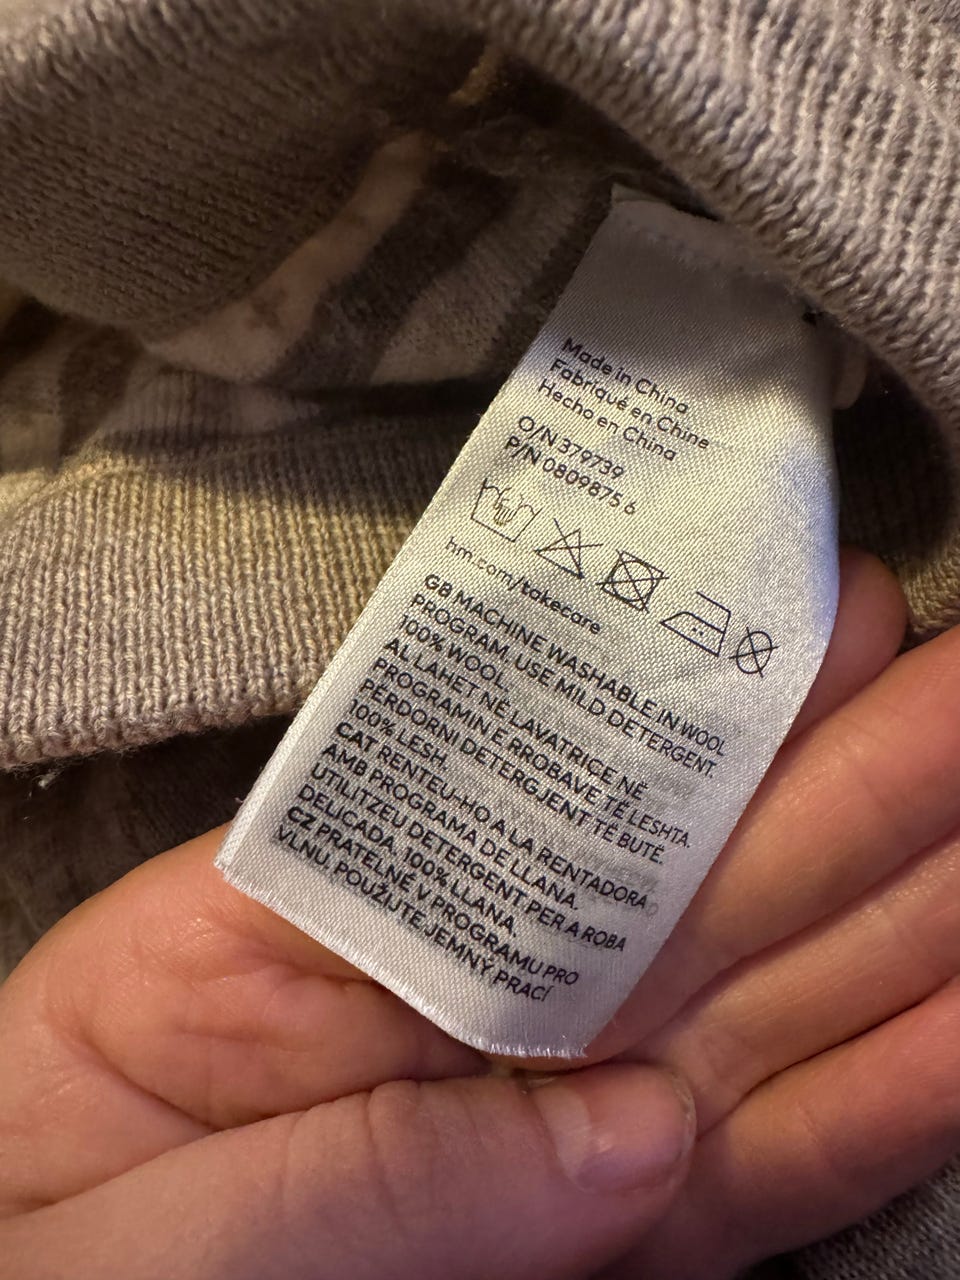 Made in China
Fabriqué en Chine
Hecho en China
O/N 379739
P/N 0809875 6
hm.com/takecare
GB MACHINE WASHABLE IN WOOL
PROGRAM. USE MILD DETERGENT.
100% WOOL.
AL LAHET NË LAVATRICE NË
PROGRAMIN E RROBAVE TË LESHTA.
PËRDORNI DETERGJENT TË BUTË.
100% LESH.
CAT RENTEU-HO A LA RENTADORA
AMB PROGRAMA DE LLANA.
UTILITZEU DETERGENT PER A ROBA
DELICADA. 100% LLANA.
CZ PRATELNÉ V PROGRAMU PRO
VLNU. POUŽIJTE JEMNÝ PRACÍ